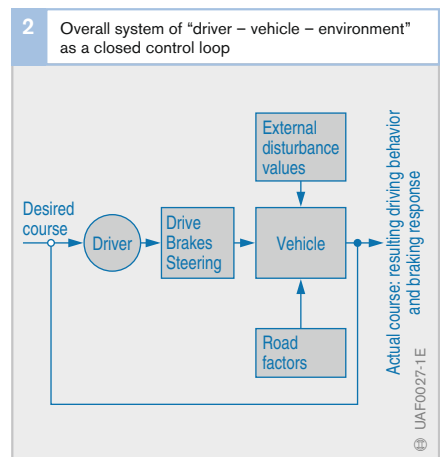 2
Overall system of “driver – vehicle – environment”
as a closed control loop
External
disturbance
values
Desired
course
Driver
Drive
Brakes
Steering
Vehicle
Road
factors
Actual course: resulting driving behavior
and braking response
UAF0027-1E